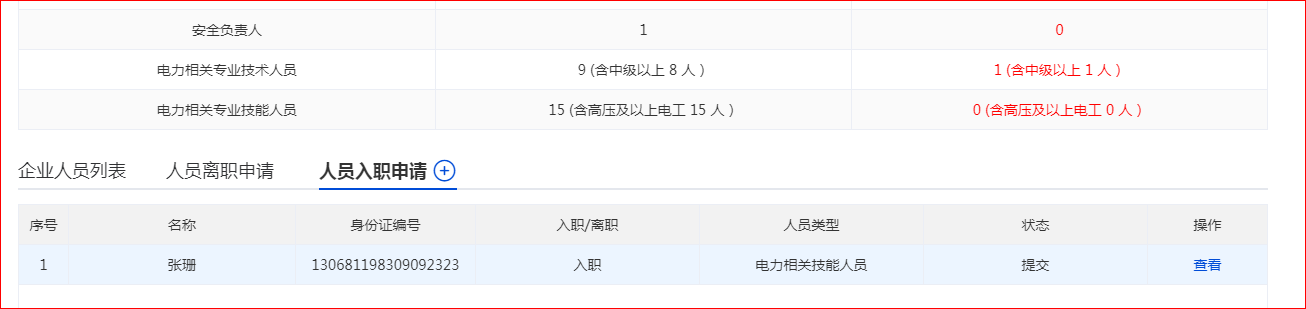 安全负责人 1 0
电力相关专业技术人员 9 (含中级以上 8 人 ) 1 (含中级以上 1 人 )
电力相关专业技能人员 15 (含高压及以上电工 15 人 ) 0 (含高压及以上电工 0 人 )
企业人员列表 人员离职申请 人员入职申请
序号 名称 身份证编号 入职/离职 人员类型 状态 操作
1 张珊 130681198309092323 入职 电力相关技能人员 提交 查看